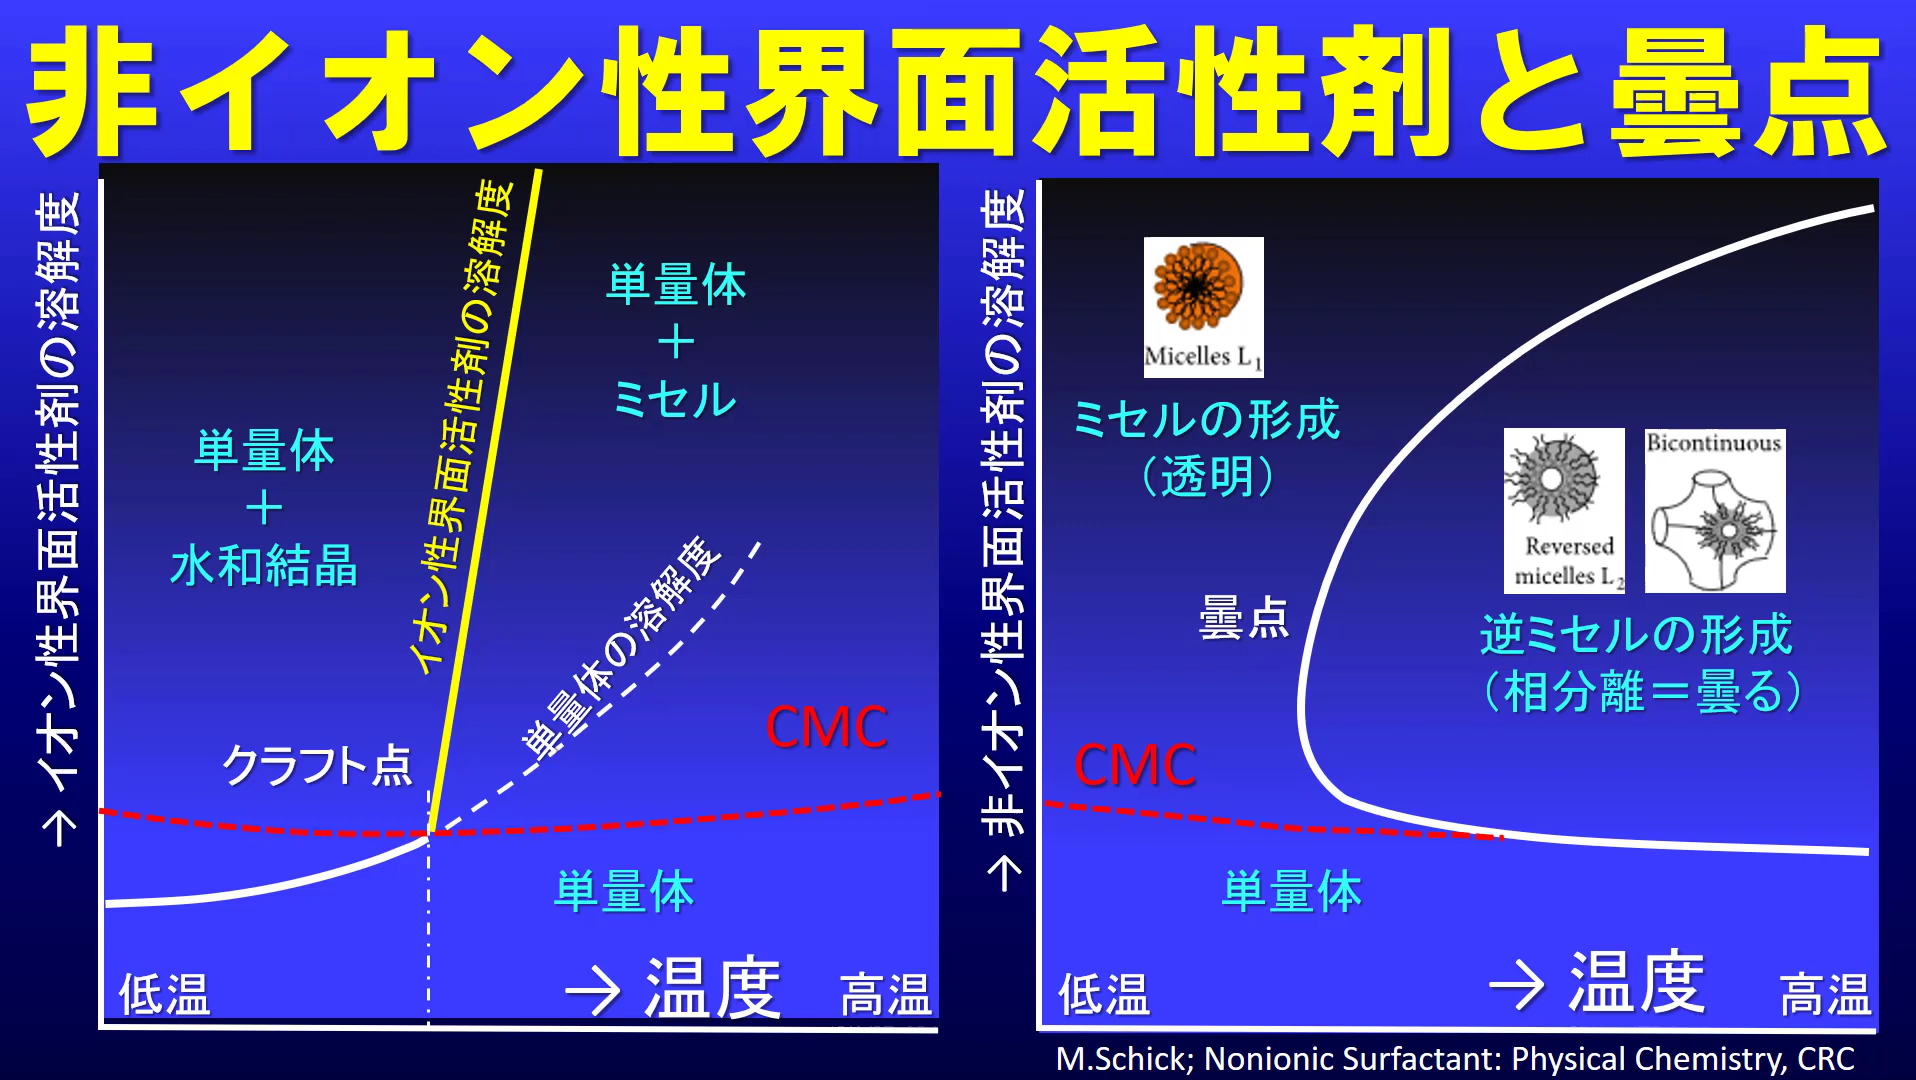 非イオン性界面活性剤と曇点
→ イオン性界面活性剤の溶解度
イオン性界面活性剤の溶解度
単量体
＋
ミセル
単量体
＋
水和結晶
単量体の溶解度
CMC
クラフト点
単量体
低温
→ 温度
高温
→ 非イオン性界面活性剤の溶解度
Micelles L1
ミセルの形成
（透明）
Reversed
micelles L2
Bicontinuous
曇点
逆ミセルの形成
（相分離＝曇る）
CMC
単量体
低温
→ 温度
高温
M.Schick; Nonionic Surfactant: Physical Chemistry, CRC